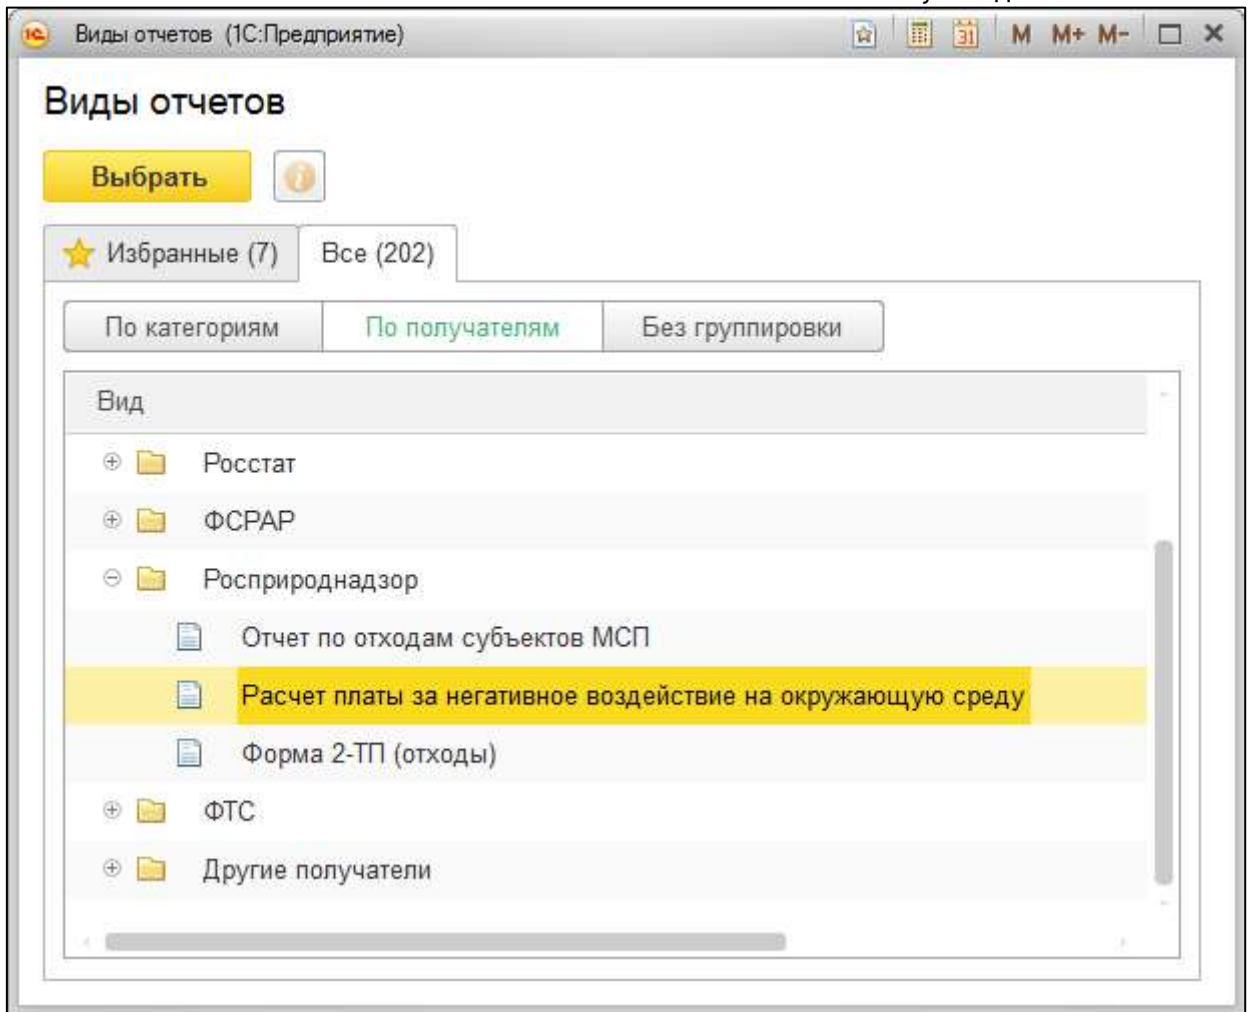 Виды отчетов (1С:Предприятие)
31 M M+ M-
Виды отчетов
Выбрать
Избранные (7) Все (202)
По категориям По получателям Без группировки
Вид
Росстат
ФСРАР
Росприроднадзор
Отчет по отходам субъектов МСП
Расчет платы за негативное воздействие на окружающую среду
Форма 2-ТП (отходы)
ФТС
Другие получатели